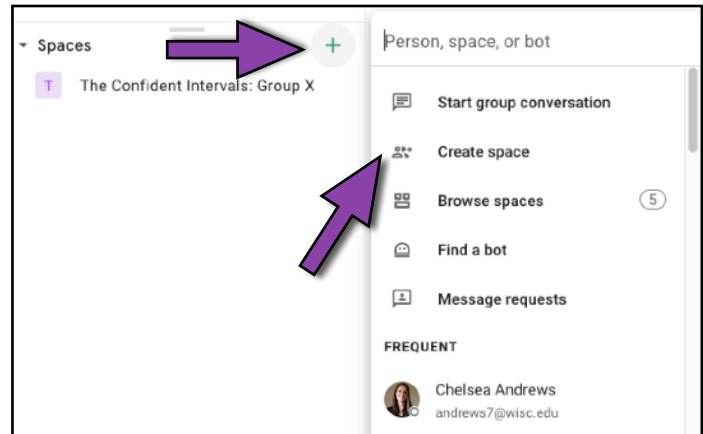 Spaces
T The Confident Intervals: Group X
Person, space, or bot
Start group conversation
Create space
Browse spaces 5
Find a bot
Message requests
FREQUENT
Chelsea Andrews
andrews7@wisc.edu